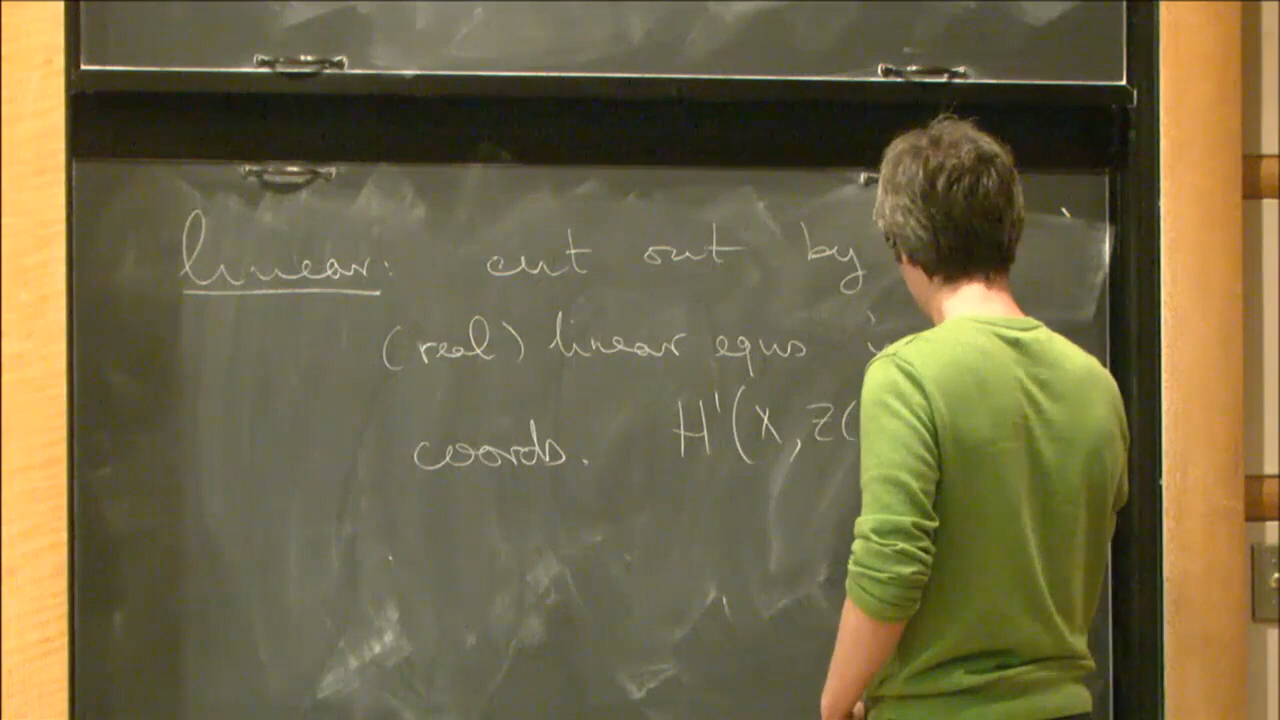 linear: cut out by
(real) linear eqns
coords. H'(X, Z(